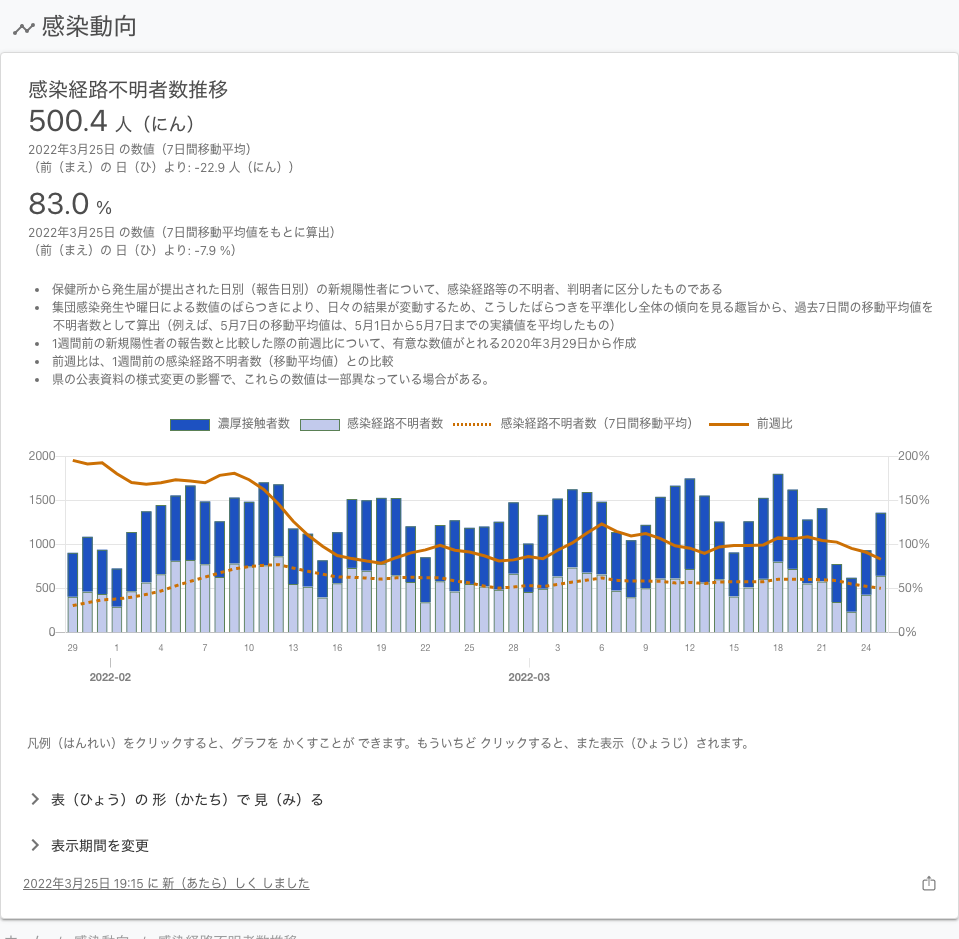 感染動向
感染経路不明者数推移
500.4 人（にん）
2022年3月25日 の数値（7日間移動平均）
（前（まえ）の 日（ひ）より: -22.9 人（にん））
83.0 %
2022年3月25日 の数値（7日間移動平均値をもとに算出）
（前（まえ）の 日（ひ）より: -7.9 %）
• 保健所から発生届が提出された日別（報告日別）の新規陽性者について、感染経路等の不明者、判明者に区分したものである
• 集団感染発生や曜日による数値のばらつきにより、日々の結果が変動するため、こうしたばらつきを平準化し全体の傾向を見る趣旨から、過去7日間の移動平均値を
不明者数として算出（例えば、5月7日の移動平均値は、5月1日から5月7日までの実績値を平均したもの）
• 1週間前の新規陽性者の報告数と比較した際の前週比について、有意な数値がとれる2020年3月29日から作成
• 前週比は、1週間前の感染経路不明者数（移動平均値）との比較
• 県の公表資料の様式変更の影響で、これらの数値は一部異なっている場合がある。
濃厚接触者数 感染経路不明者数 感染経路不明者数（7日間移動平均） 前週比
2000 200%
1500 150%
1000 100%
500 50%
0 0%
29 1 4 7 10 13 16 19 22 25 28 3 6 9 12 15 18 21 24
2022-02 2022-03
凡例（はんれい）をクリックすると、グラフを かくすことが できます。もういちど クリックすると、また表示（ひょうじ）されます。
表（ひょう）の 形（かたち）で 見（み）る
表示期間を変更
2022年3月25日 19:15 に 新（あたら）しく しました